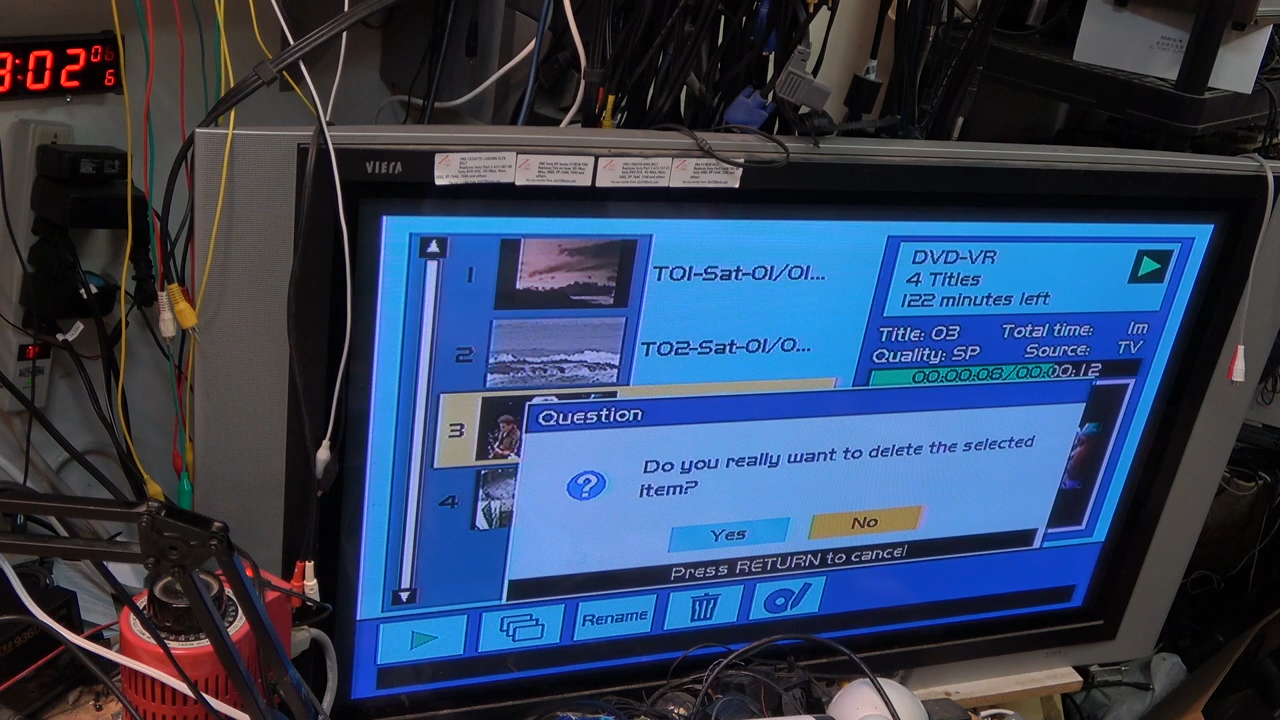 :02
6
VIERA
1
T01-Sat-01/01...
2
T02-Sat-01/0...
3
4
DVD-VR
4 Titles
122 minutes left
Title: 03
Total time: 1m
Quality: SP
Source: TV
00:00:08/00:00:12
Question
Do you really want to delete the selected
item?
Yes
No
Press RETURN to cancel
Rename